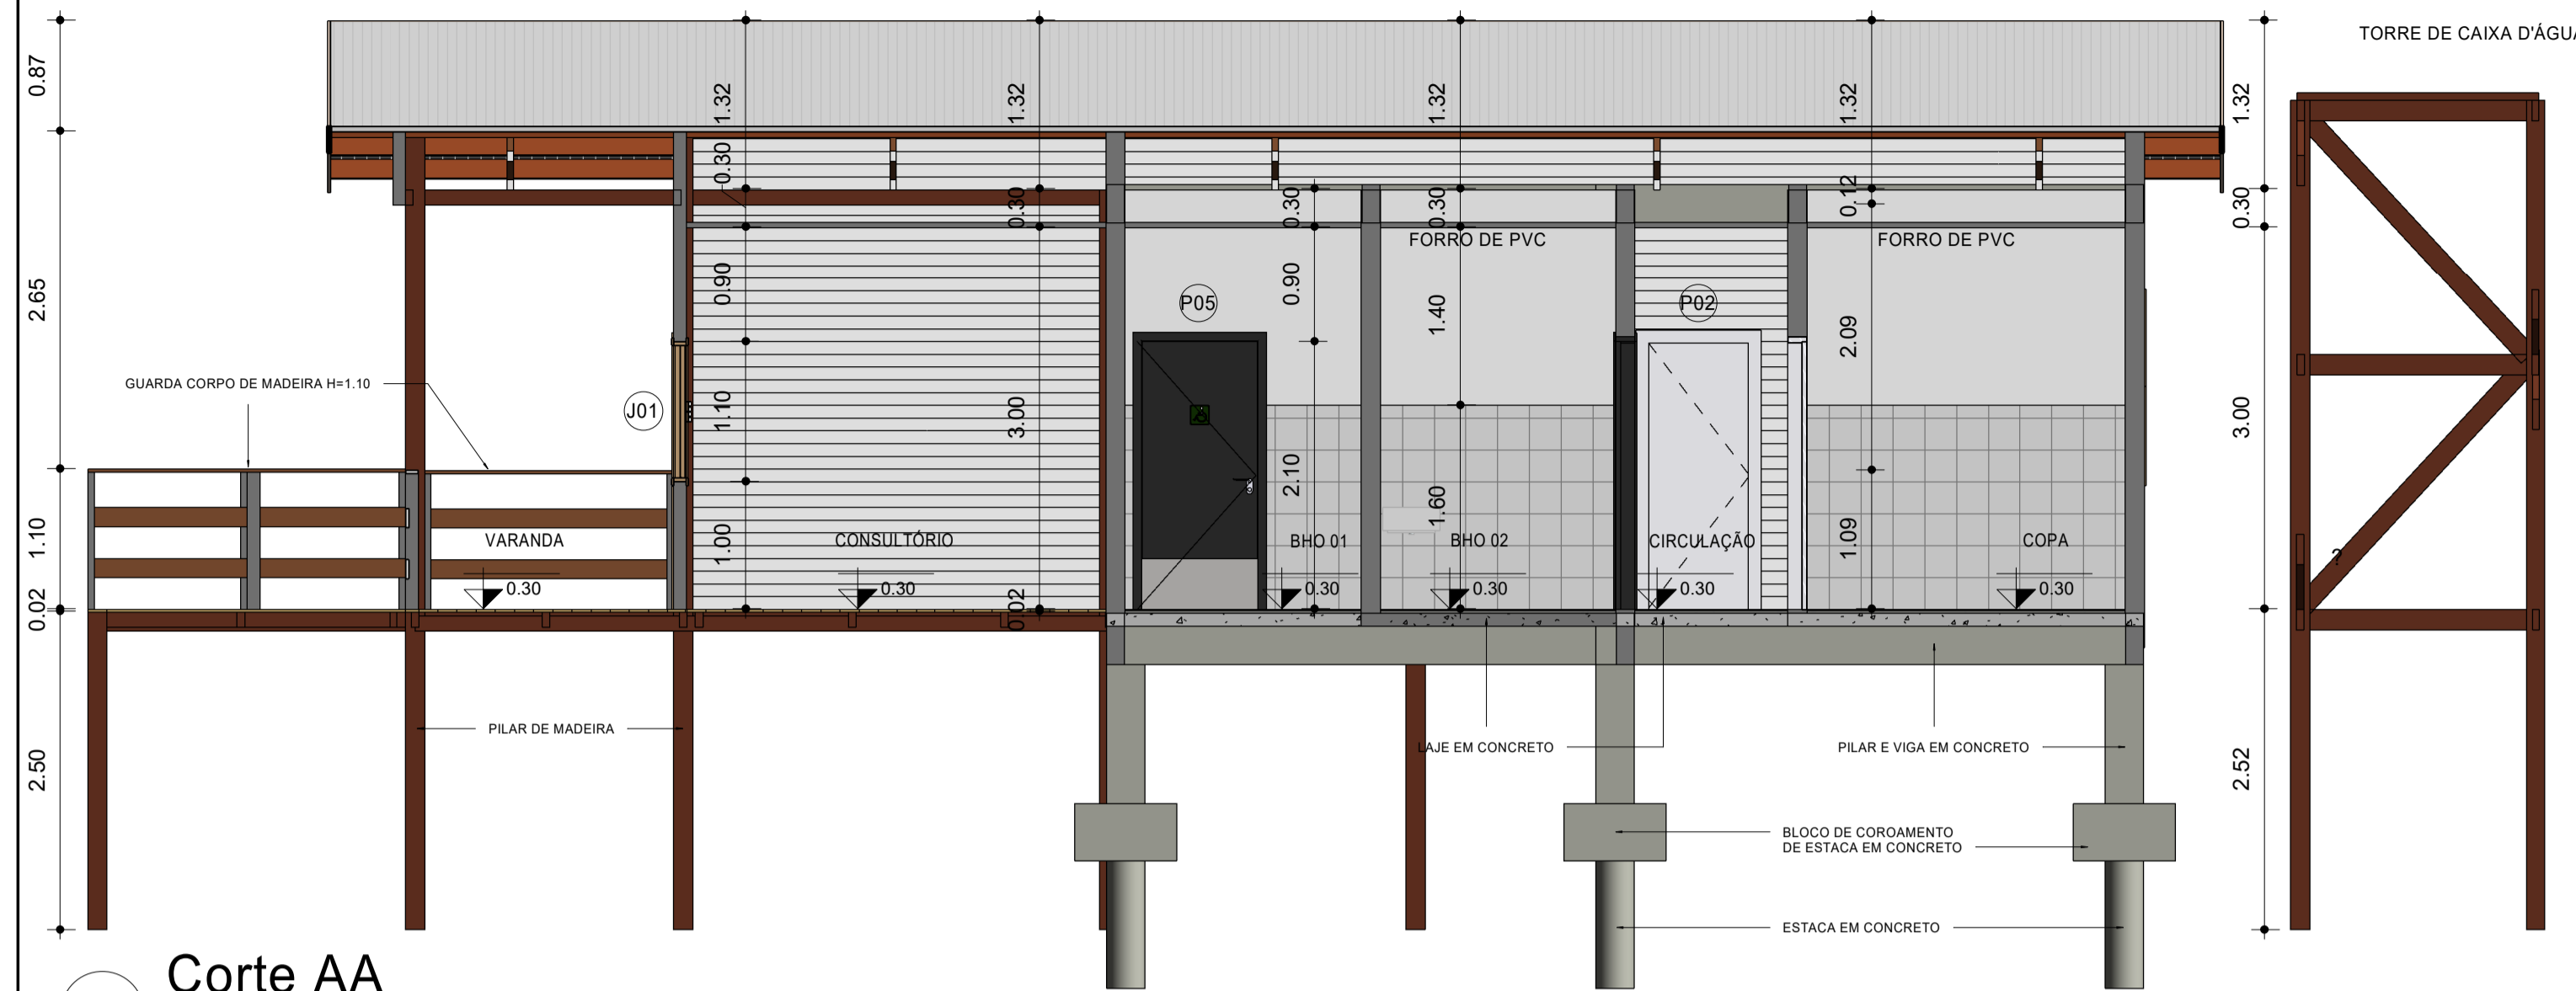 TORRE DE CAIXA D'ÁGUA
0.87
1.32
1.32
1.32
1.32
1.32
0.30
0.30
0.30
0.30
0.12
0.30
FORRO DE PVC
FORRO DE PVC
2.65
0.90
0.90
1.40
P05
P02
2.09
GUARDA CORPO DE MADEIRA H=1.10
J01
1.10
3.00
3.00
2.10
1.60
1.10
1.00
1.09
VARANDA
CONSULTÓRIO
BHO 01
BHO 02
CIRCULAÇÃO
COPA
?
0.30
0.30
0.30
0.30
0.30
0.30
0.02
0.02
PILAR DE MADEIRA
LAJE EM CONCRETO
PILAR E VIGA EM CONCRETO
2.50
2.52
BLOCO DE COROAMENTO
DE ESTACA EM CONCRETO
ESTACA EM CONCRETO
Corte AA